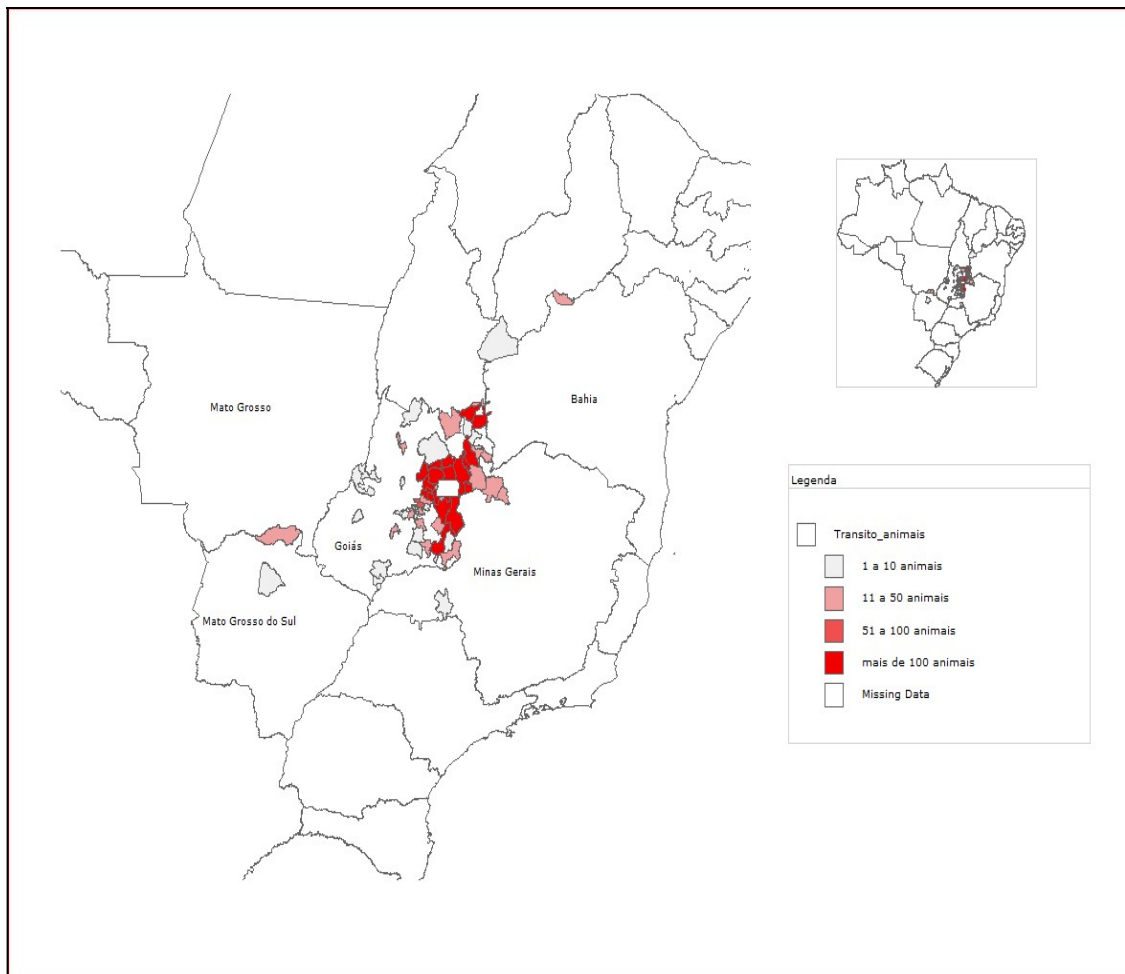 Mato Grosso
Bahia
Goiás
Minas Gerais
Mato Grosso do Sul
Legenda
Transito_animais
1 a 10 animais
11 a 50 animais
51 a 100 animais
mais de 100 animais
Missing Data